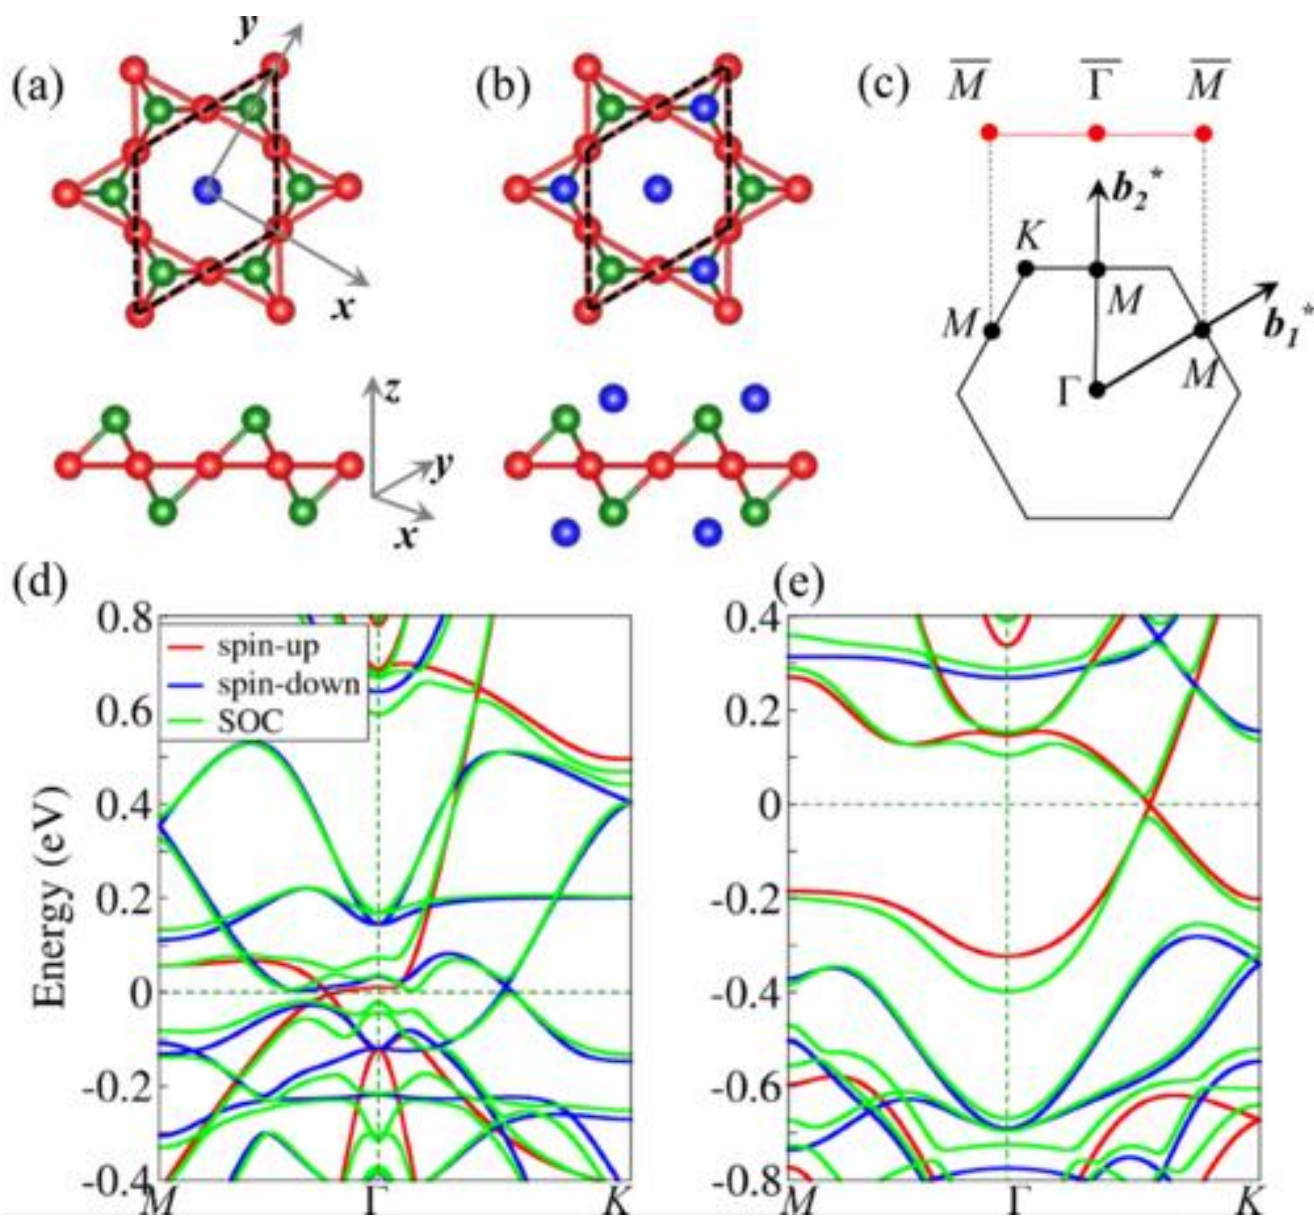 (a)
y
x
z
y
x
(b)
(c)
M̅ Γ̅ M̅
b₂*
K
M
M
b₁*
Γ
M
(d)
0.8
0.6
0.4
0.2
0
-0.2
-0.4
Energy (eV)
spin-up
spin-down
SOC
M Γ K
(e)
0.4
0.2
0
-0.2
-0.4
-0.6
-0.8
M Γ K